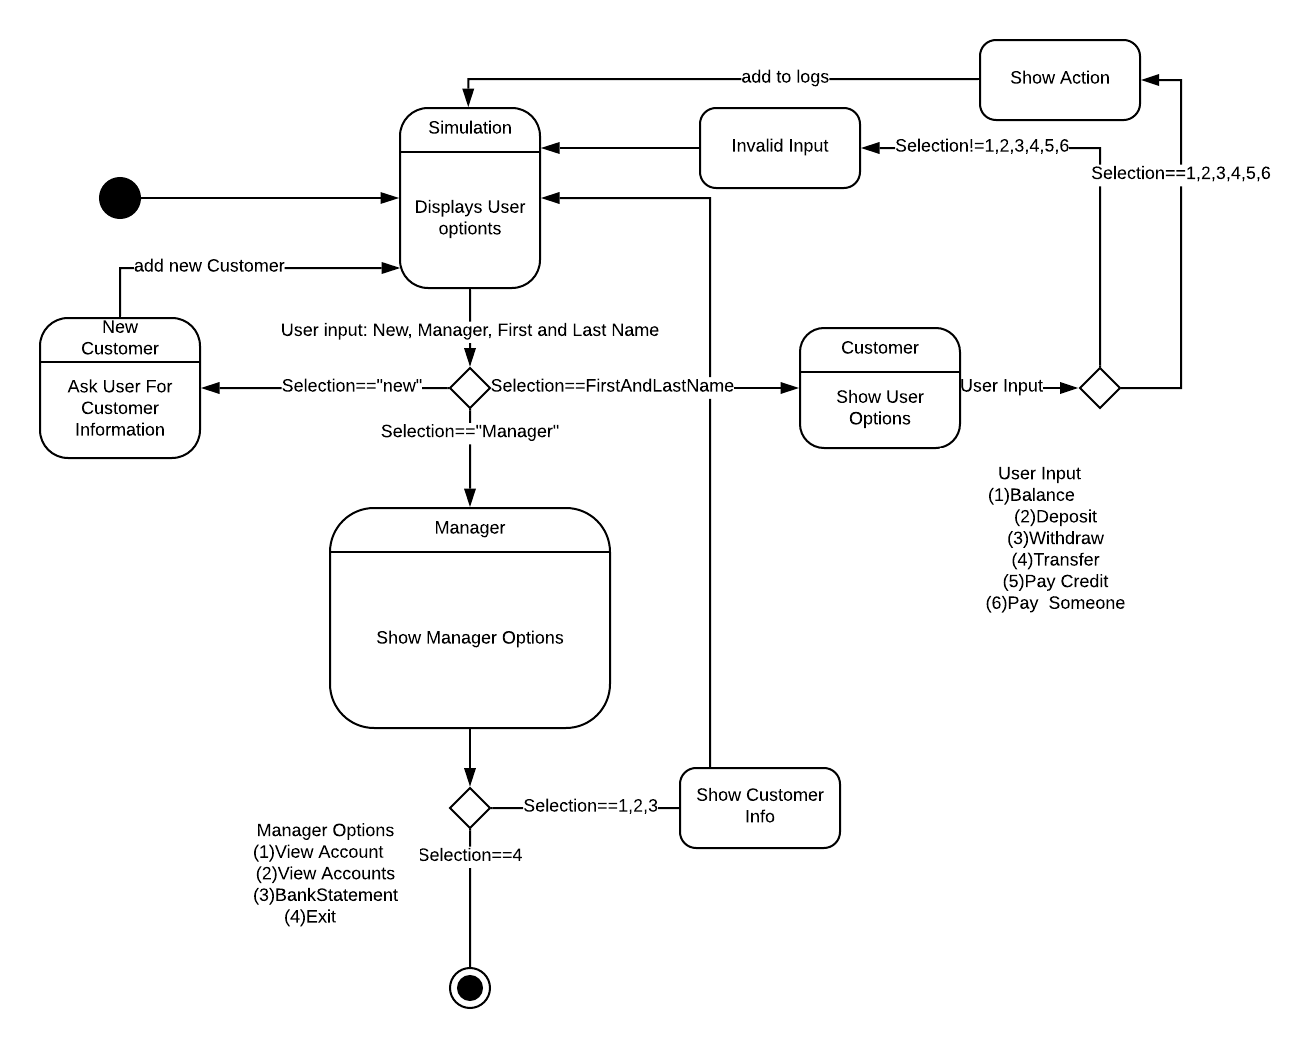 Show Action
add to logs
Simulation
Invalid Input
Selection!=1,2,3,4,5,6
Selection==1,2,3,4,5,6
Displays User
optionts
add new Customer
New
Customer
User input: New, Manager, First and Last Name
Customer
Ask User For
Customer
Information
Selection=="new"
Selection==FirstAndLastName
Show User
Options
User Input
Selection=="Manager"
User Input
(1)Balance
(2)Deposit
(3)Withdraw
(4)Transfer
(5)Pay Credit
(6)Pay  Someone
Manager
Show Manager Options
Selection==1,2,3
Show Customer
Info
Manager Options
(1)View Account
(2)View Accounts
(3)BankStatement
(4)Exit
Selection==4